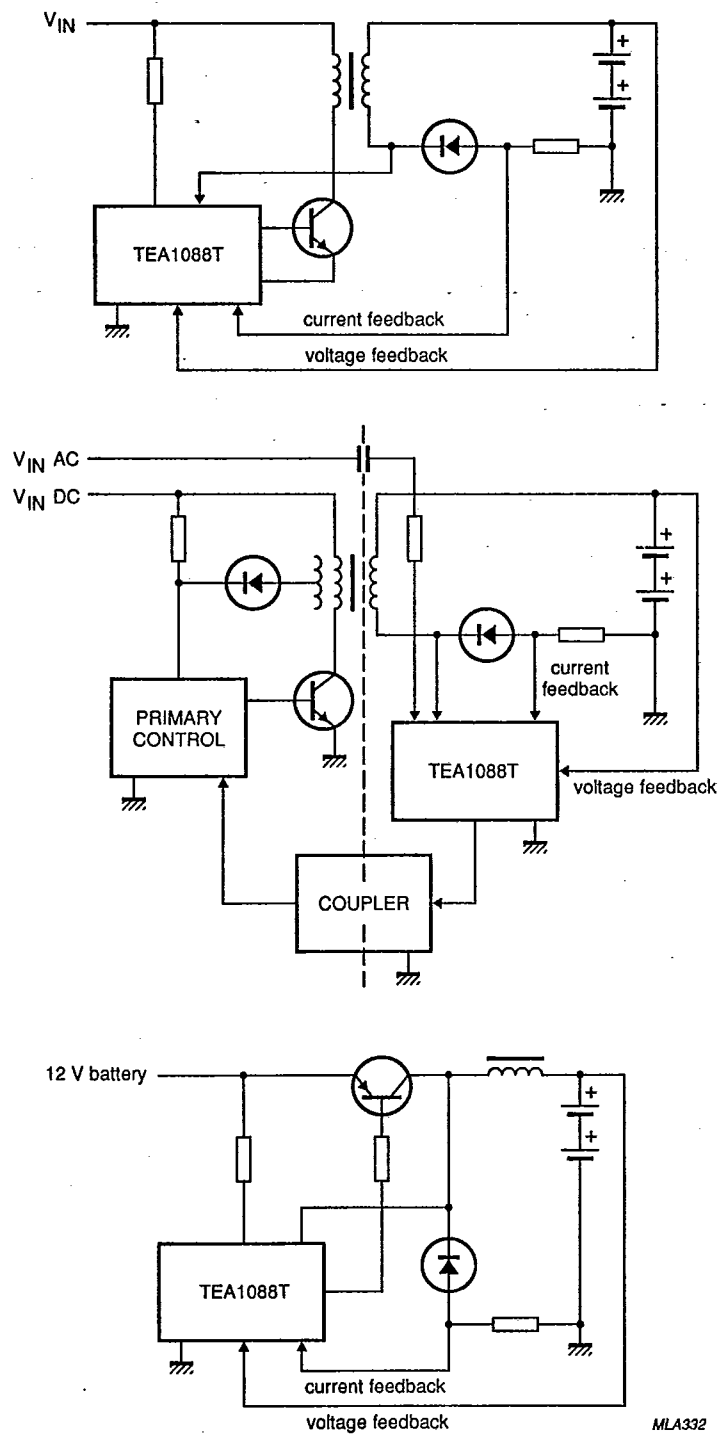 VIN
+
+
TEA1088T
current feedback
voltage feedback
VIN AC
VIN DC
+
+
current
feedback
PRIMARY
CONTROL
TEA1088T
voltage feedback
COUPLER
12 V battery
+
+
TEA1088T
current feedback
voltage feedback
MLA332